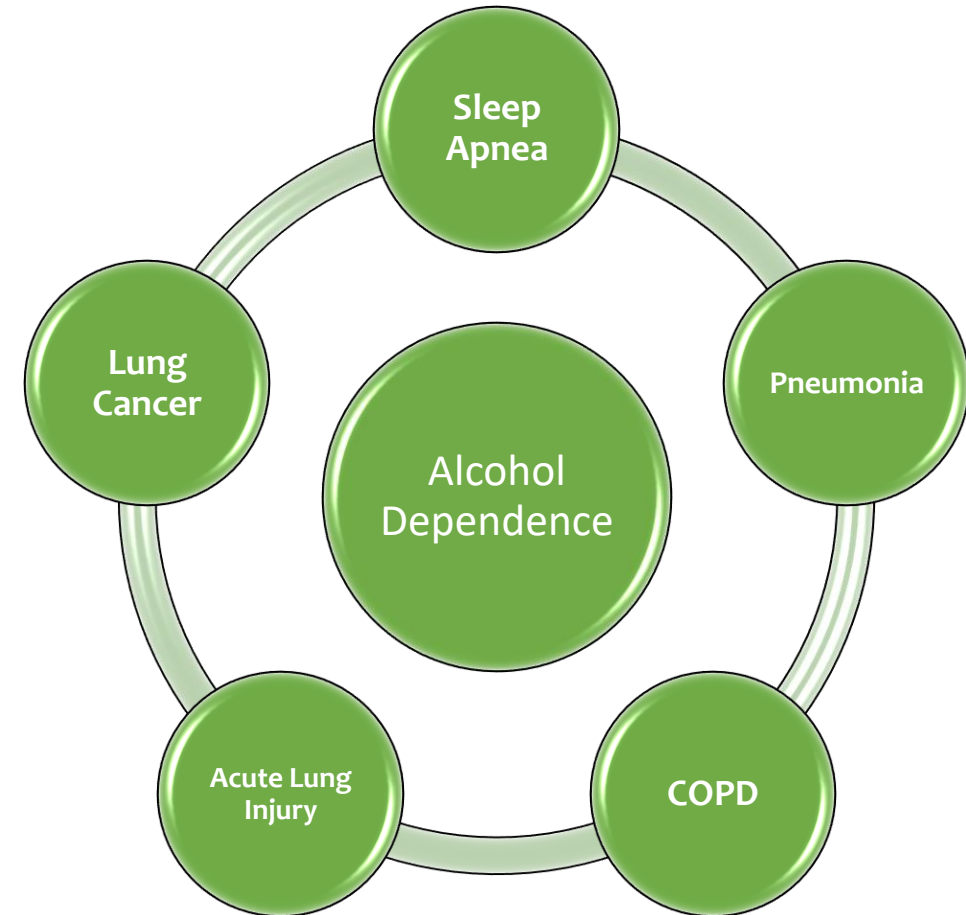 Sleep
Apnea
Lung
Cancer
Pneumonia
Alcohol
Dependence
Acute Lung
Injury
COPD